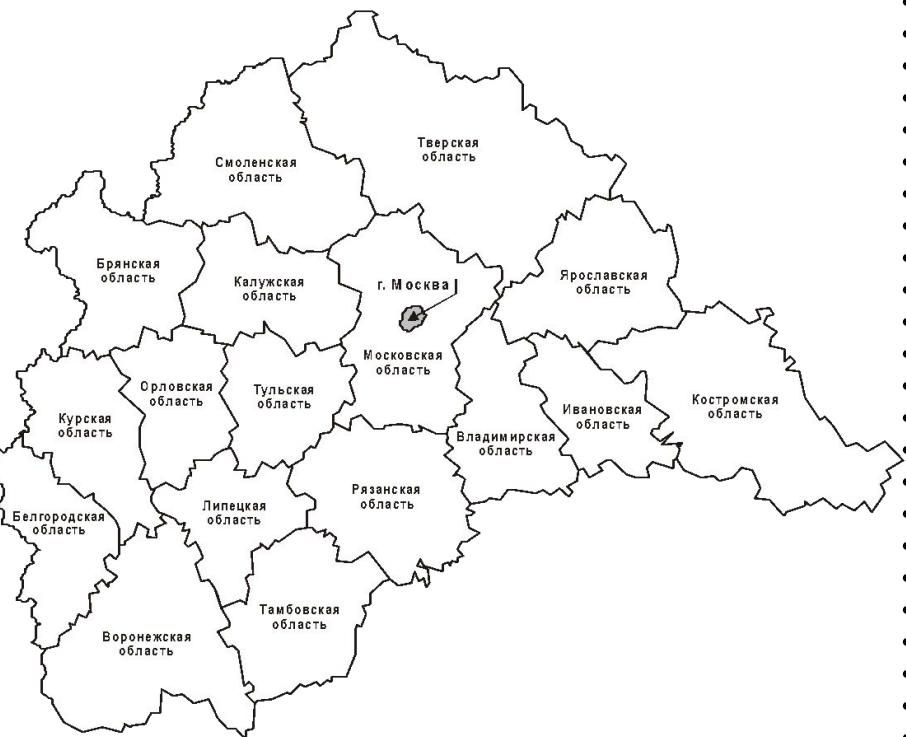 Тверская
область
Смоленская
область
Брянская
область
Калужская
область
г. Москва
Ярославская
область
Московская
область
Орловская
область
Тульская
область
Курская
область
Владимирская
область
Ивановская
область
Костромская
область
Белгородская
область
Липецкая
область
Рязанская
область
Воронежская
область
Тамбовская
область